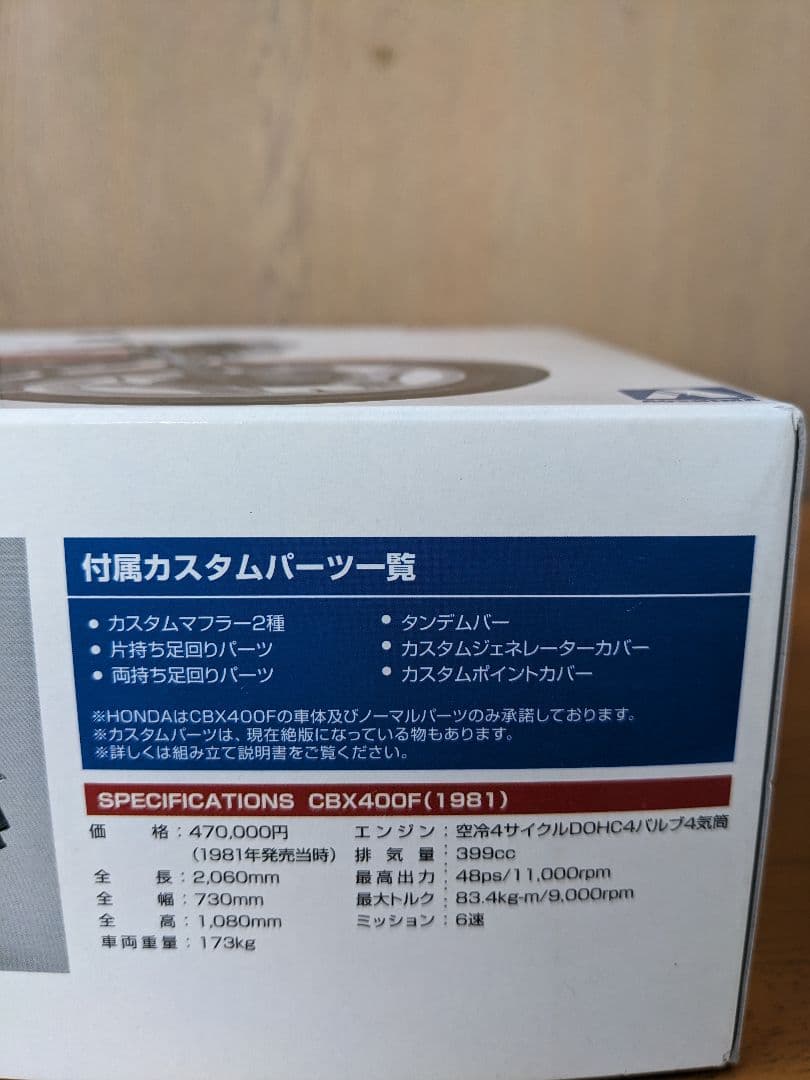 付属カスタムパーツ一覧
● カスタムマフラー2種
● 片持ち足回りパーツ
● 両持ち足回りパーツ
● タンデムバー
● カスタムジェネレーターカバー
● カスタムポイントカバー
※HONDAはCBX400Fの車体及びノーマルパーツのみ承諾しております。
※カスタムパーツは、現在絶版になっている物もあります。
※詳しくは組み立て説明書をご覧ください。
SPECIFICATIONS CBX400F(1981)
価格:470,000円
(1981年発売当時)
全長:2,060mm
全幅:730mm
全高:1,080mm
車両重量:173kg
エンジン:空冷4サイクルDOHC4バルブ4気筒
排気量:399cc
最高出力:48ps/11,000rpm
最大トルク:83.4kg-m/9,000rpm
ミッション:6速